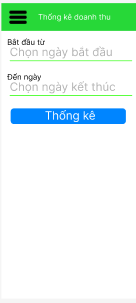 Thống kê doanh thu
Bắt đầu từ
Chọn ngày bắt đầu
Đến ngày
Chọn ngày kết thúc
Thống kê